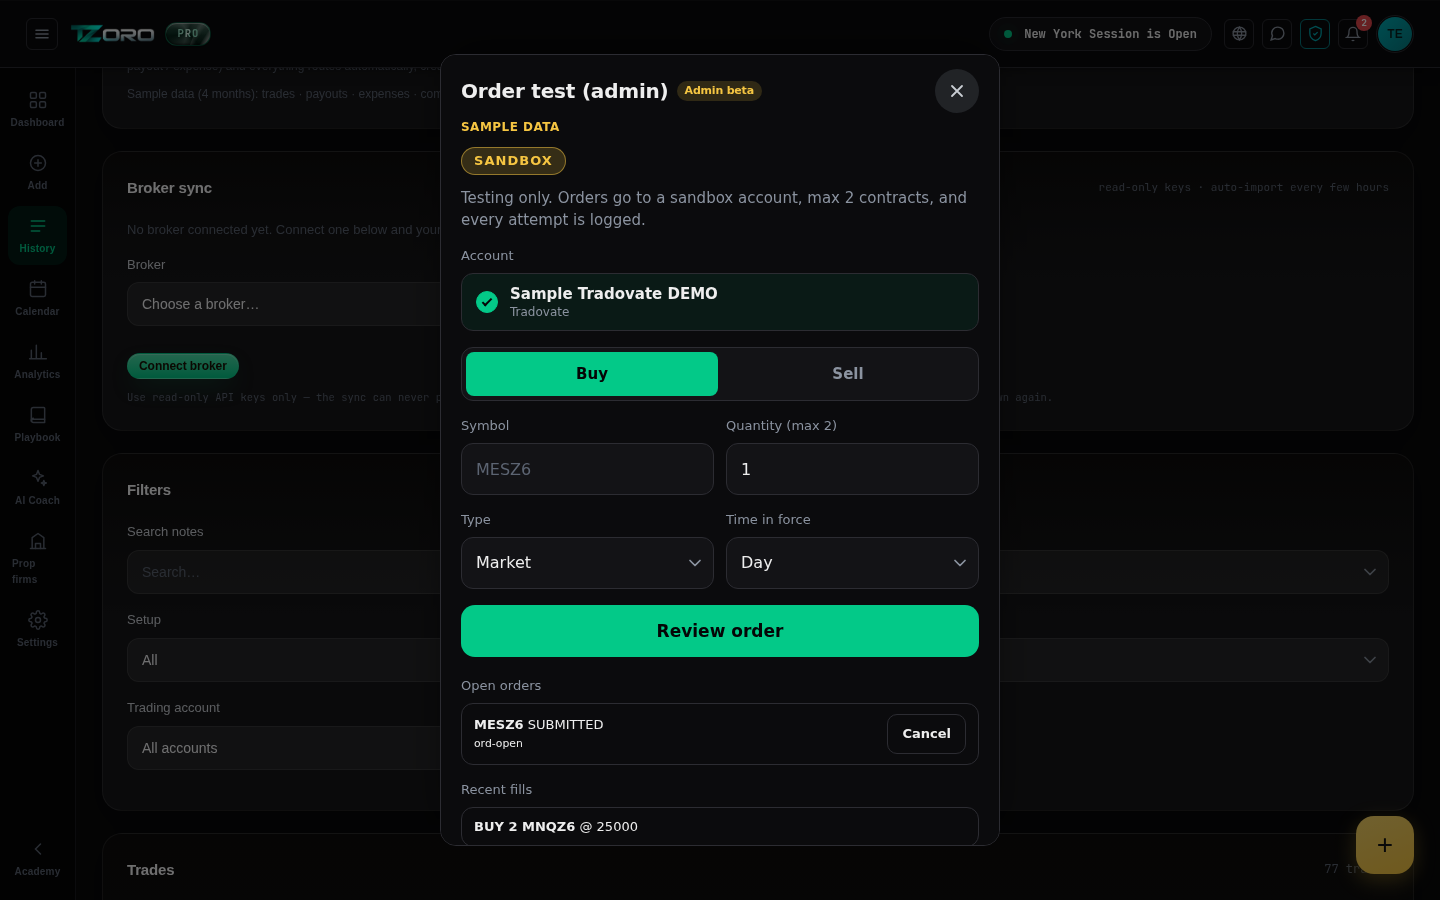 TZORO PRO
New York Session is Open
2
TE
Sample data (4 months): trades · payouts · expenses ·
Dashboard
Add
History
Calendar
Analytics
Playbook
AI Coach
Prop
firms
Settings
Academy
Broker sync
read-only keys · auto-import every few hours
No broker connected yet. Connect one below and your
Broker
Choose a broker…
Connect broker
Use read-only API keys only — the sync can never
again.
Filters
Search notes
Search…
Setup
All
Trading account
All accounts
Trades
77
Order test (admin) Admin beta
SAMPLE DATA
SANDBOX
Testing only. Orders go to a sandbox account, max 2 contracts, and
every attempt is logged.
Account
Sample Tradovate DEMO
Tradovate
Buy Sell
Symbol Quantity (max 2)
MESZ6 1
Type Time in force
Market Day
Review order
Open orders
MESZ6 SUBMITTED
ord-open
Cancel
Recent fills
BUY 2 MNQZ6 @ 25000